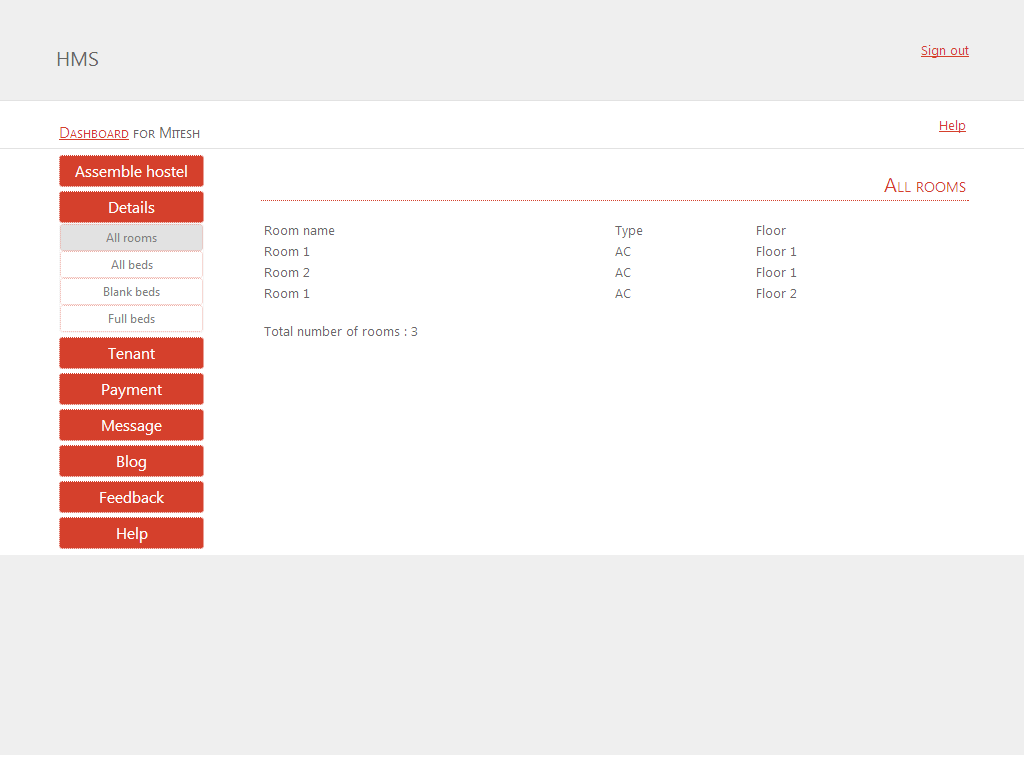 HMS
Sign out
Dashboard for Mitesh
Help
Assemble hostel
Details
All rooms
All beds
Blank beds
Full beds
Tenant
Payment
Message
Blog
Feedback
Help
All rooms
Room name Type Floor
Room 1 AC Floor 1
Room 2 AC Floor 1
Room 1 AC Floor 2
Total number of rooms : 3